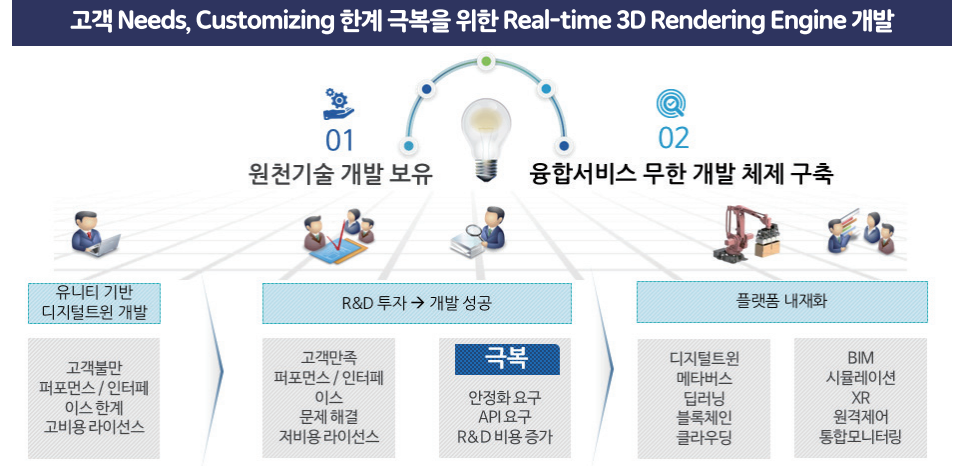 고객 Needs, Customizing 한계 극복을 위한 Real-time 3D Rendering Engine 개발
01
원천기술 개발 보유
02
융합서비스 무한 개발 체제 구축
유니티 기반
디지털트윈 개발
고객불만
퍼포먼스 / 인터페
이스 한계
고비용 라이선스
R&D 투자 → 개발 성공
고객만족
퍼포먼스 / 인터페
이스
문제 해결
저비용 라이선스
극복
안정화 요구
API 요구
R&D 비용 증가
플랫폼 내재화
디지털트윈
메타버스
딥러닝
블록체인
클라우딩
BIM
시뮬레이션
XR
원격제어
통합모니터링